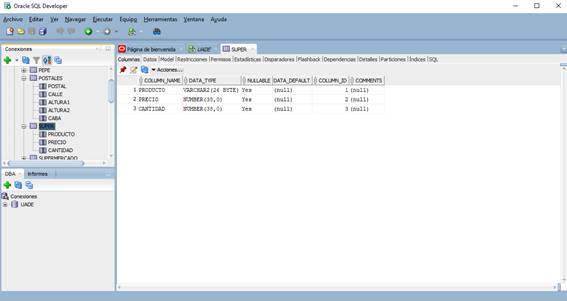 Oracle SQL Developer
Archivo Editar Ver Navegar Ejecutar Equipo Herramientas Ventana Ayuda
Conexiones
PEPE
POSTALES
POSTAL
CALLE
ALTURA1
ALTURA2
CABA
SUPER
PRODUCTO
PRECIO
CANTIDAD
SUPERMERCADO
DBA Informes
Conexiones
UADE
Página de bienvenida UADE SUPER
Columnas Datos Model Restricciones Permisos Estadísticas Disparadores Flashback Dependencias Detalles Particiones Índices SQL
Acciones...
COLUMN_NAME DATA_TYPE NULLABLE DATA_DEFAULT COLUMN_ID COMMENTS
1 PRODUCTO VARCHAR2(26 BYTE) Yes (null) 1 (null)
2 PRECIO NUMBER(38,0) Yes (null) 2 (null)
3 CANTIDAD NUMBER(38,0) Yes (null) 3 (null)